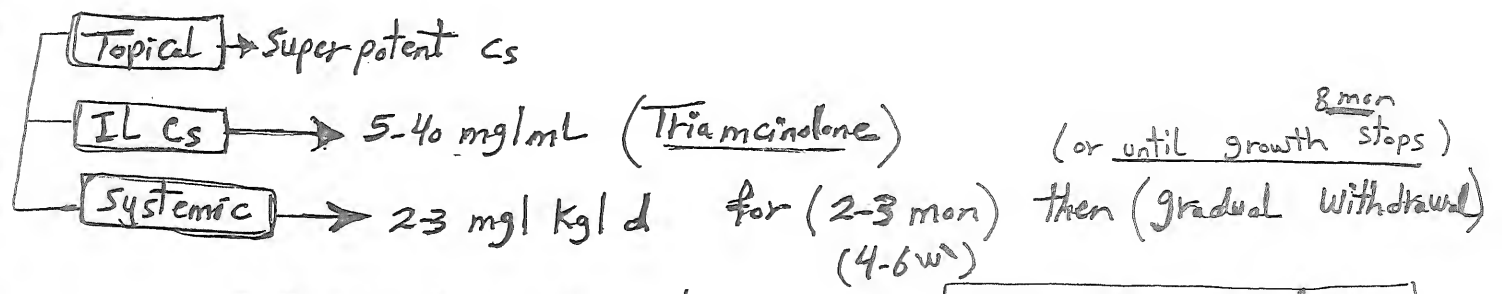 Topical → Super potent Cs
IL Cs → 5-40 mg/mL (Triamcinolone)
8 mon
(or until growth stops)
Systemic → 2-3 mg/kg/d for (2-3 mon) then (gradual withdrawal)
(4-6 w)